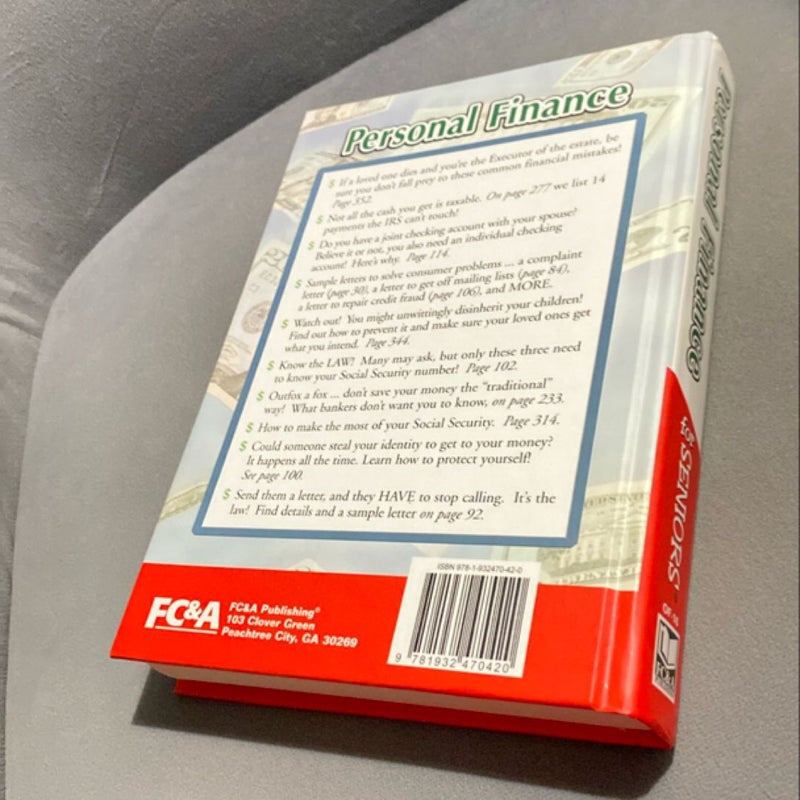 Personal Finance
$ If a loved one dies and you're the Executor of the estate, be
sure you don't fall prey to these common financial mistakes!
Page 352.
$ Not all the cash you get is taxable. On page 277 we list 14
payments the IRS can't touch!
$ Do you have a joint checking account with your spouse?
Believe it or not, you also need an individual checking
account! Here's why. Page 114.
$ Sample letters to solve consumer problems ... a complaint
letter (page 30), a letter to get off mailing lists (page 84),
a letter to repair credit fraud (page 106), and MORE.
$ Watch out! You might unwittingly disinherit your children!
Find out how to prevent it and make sure your loved ones get
what you intend. Page 344.
$ Know the LAW! Many may ask, but only these three need
to know your Social Security number! Page 102.
$ Outfox a fox ... don't save your money the "traditional"
way! What bankers don't want you to know, on page 233.
$ How to make the most of your Social Security. Page 314.
$ Could someone steal your identity to get to your money?
It happens all the time. Learn how to protect yourself!
See page 100.
$ Send them a letter, and they HAVE to stop calling. It's the
law! Find details and a sample letter on page 92.
FC&A
FC&A Publishing®
103 Clover Green
Peachtree City, GA 30269
ISBN 978-1-932470-42-0
9 781932 470420
Personal Finance
SENIORS
FC&A